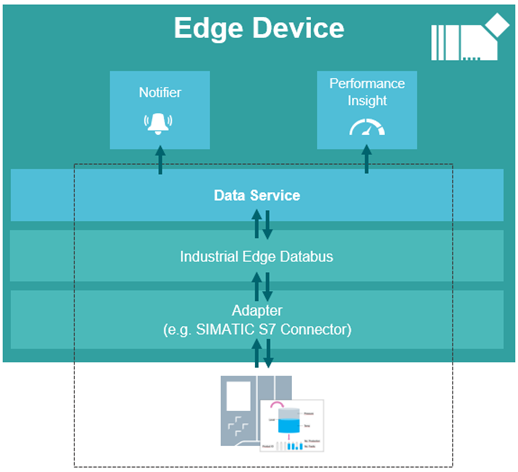 Edge Device
Notifier
Performance
Insight
Data Service
Industrial Edge Databus
Adapter
(e.g. SIMATIC S7 Connector)